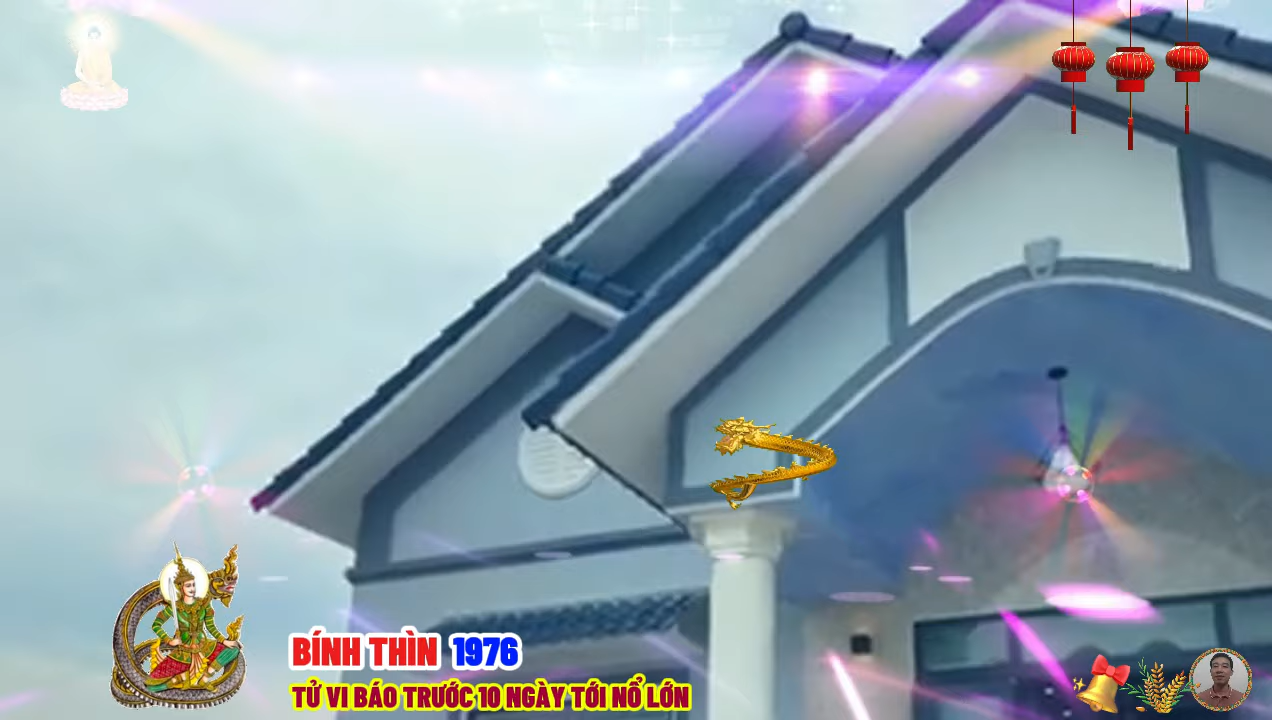 BÍNH THÌN 1976
TỬ VI BÁO TRƯỚC 10 NGÀY TỚI NỔ LỚN